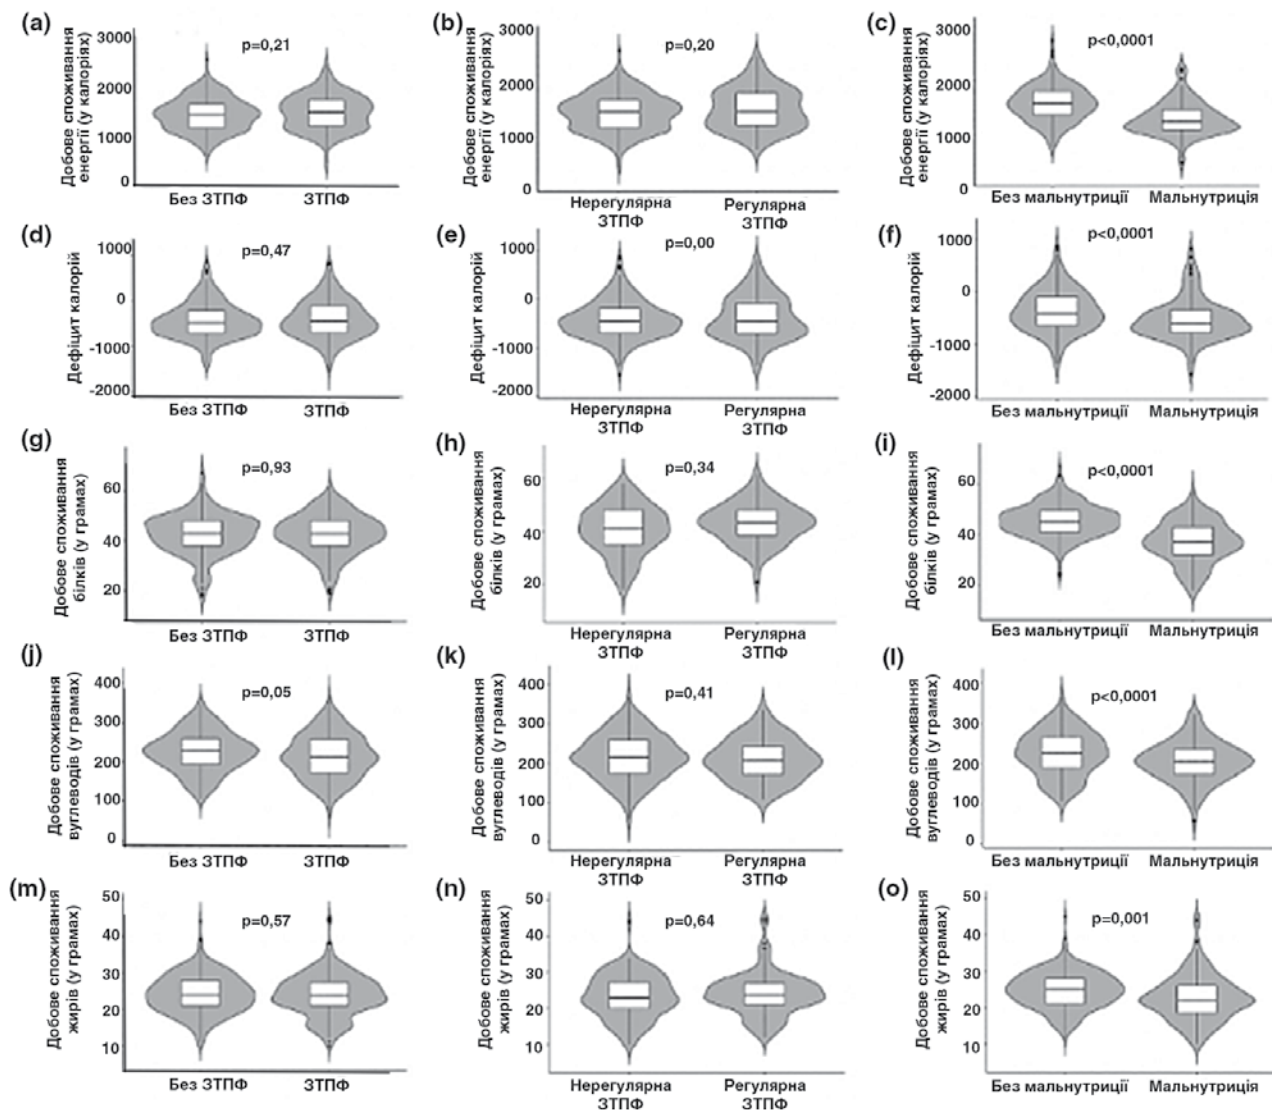 (a)
Добове споживання
енергії (у калоріях)
3000
2000
1000
0
p=0,21
Без ЗТПФ
ЗТПФ
(b)
Добове споживання
енергії (у калоріях)
3000
2000
1000
0
p=0,20
Нерегулярна
ЗТПФ
Регулярна
ЗТПФ
(c)
Добове споживання
енергії (у калоріях)
3000
2000
1000
0
p<0,0001
Без мальнутриції
Мальнутриція
(d)
Дефіцит калорій
1000
0
-1000
-2000
p=0,47
Без ЗТПФ
ЗТПФ
(e)
Дефіцит калорій
1000
0
-1000
-2000
p=0,00
Нерегулярна
ЗТПФ
Регулярна
ЗТПФ
(f)
Дефіцит калорій
1000
0
-1000
-2000
p<0,0001
Без мальнутриції
Мальнутриція
(g)
Добове споживання
білків (у грамах)
60
40
20
p=0,93
Без ЗТПФ
ЗТПФ
(h)
Добове споживання
білків (у грамах)
60
40
20
p=0,34
Нерегулярна
ЗТПФ
Регулярна
ЗТПФ
(i)
Добове споживання
білків (у грамах)
60
40
20
p<0,0001
Без мальнутриції
Мальнутриція
(j)
Добове споживання
вуглеводів (у грамах)
400
300
200
100
0
p=0,05
Без ЗТПФ
ЗТПФ
(k)
Добове споживання
вуглеводів (у грамах)
400
300
200
100
0
p=0,41
Нерегулярна
ЗТПФ
Регулярна
ЗТПФ
(l)
Добове споживання
вуглеводів (у грамах)
400
300
200
100
0
p<0,0001
Без мальнутриції
Мальнутриція
(m)
Добове споживання
жирів (у грамах)
50
40
30
20
10
p=0,57
Без ЗТПФ
ЗТПФ
(n)
Добове споживання
жирів (у грамах)
50
40
30
20
10
p=0,64
Нерегулярна
ЗТПФ
Регулярна
ЗТПФ
(o)
Добове споживання
жирів (у грамах)
50
40
30
20
10
p=0,001
Без мальнутриції
Мальнутриція